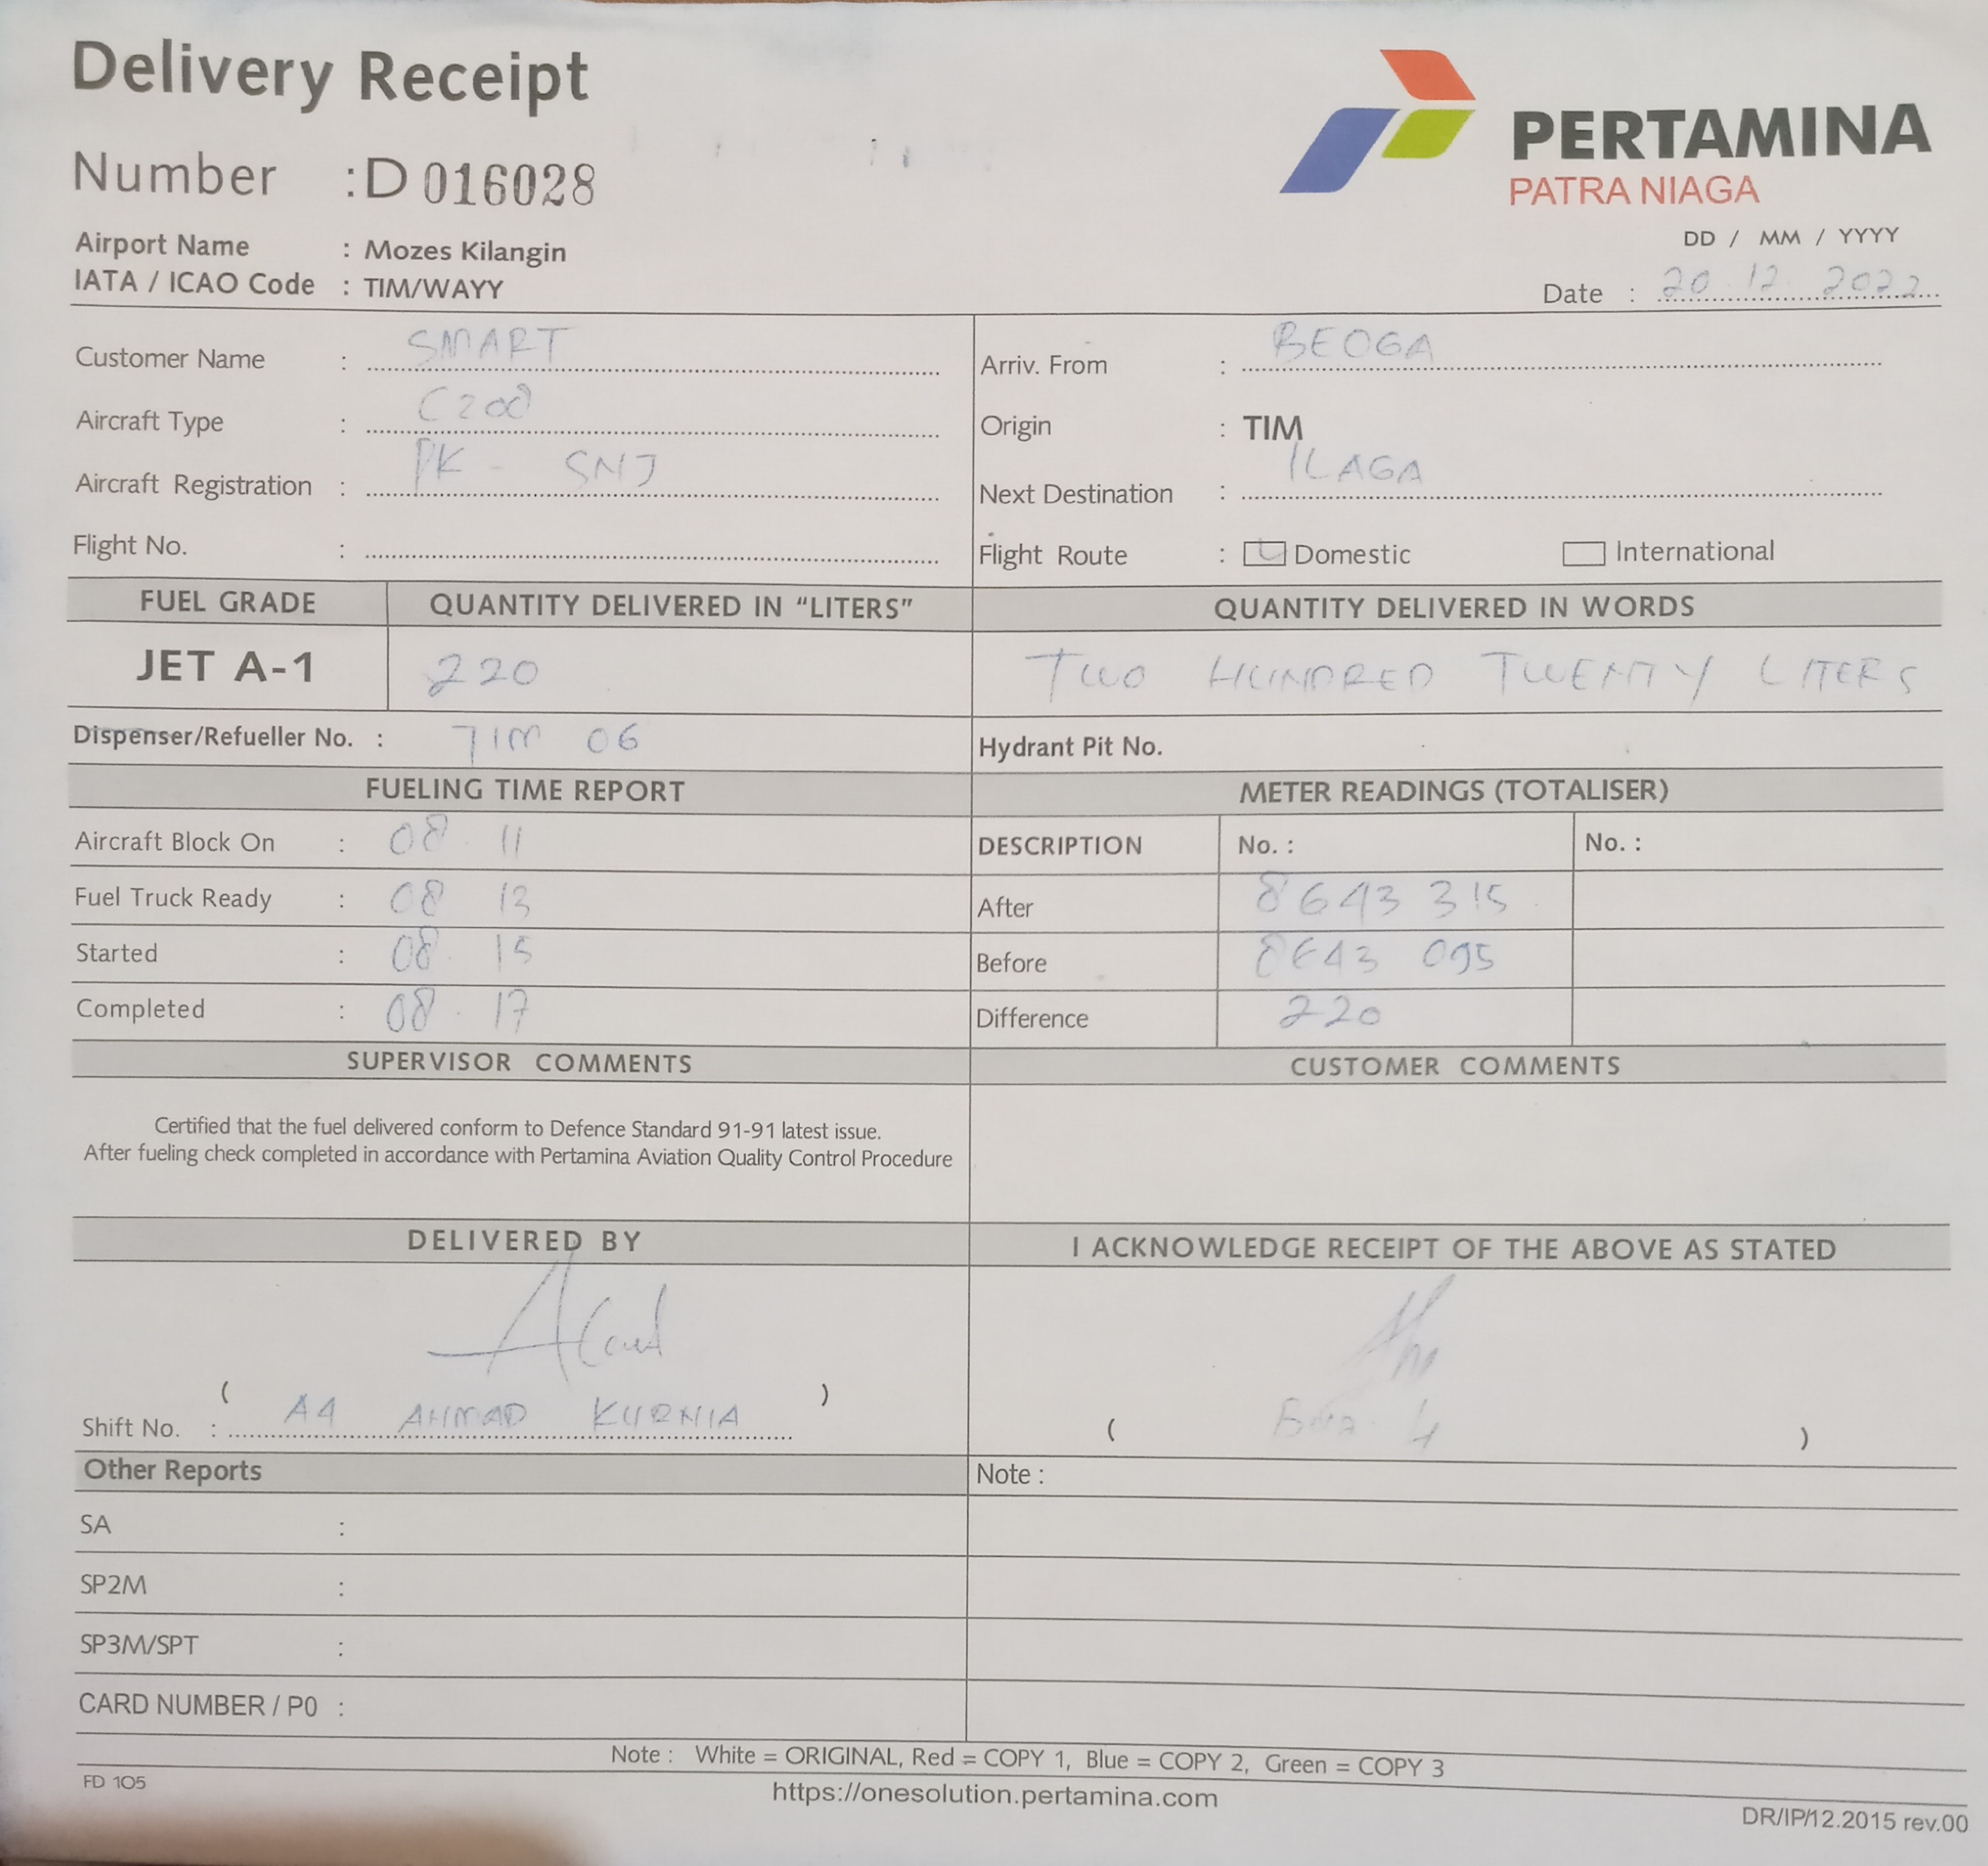 Delivery Receipt
Number : D 016028
PERTAMINA
PATRA NIAGA
Airport Name : Mozes Kilangin
IATA / ICAO Code : TIM/WAYY
DD / MM / YYYY
Date : 20 12 2022
Customer Name : SMART
Arriv. From : BEOGA
Aircraft Type : C208
Origin : TIM
Aircraft Registration : PK - SNJ
Next Destination : ILAGA
Flight No. :
Flight Route : Domestic International
FUEL GRADE QUANTITY DELIVERED IN “LITERS” QUANTITY DELIVERED IN WORDS
JET A-1 220 TWO HUNDRED TWENTY LITERS
Dispenser/Refueller No. : TIM 06 Hydrant Pit No.
FUELING TIME REPORT METER READINGS (TOTALISER)
Aircraft Block On : 08 11 DESCRIPTION No. : No. :
Fuel Truck Ready : 08 13 After 8643 315
Started : 08 15 Before 8643 095
Completed : 08 17 Difference 220
SUPERVISOR COMMENTS CUSTOMER COMMENTS
Certified that the fuel delivered conform to Defence Standard 91-91 latest issue.
After fueling check completed in accordance with Pertamina Aviation Quality Control Procedure
DELIVERED BY I ACKNOWLEDGE RECEIPT OF THE ABOVE AS STATED
( )
Shift No. : A4 AHMAD KURNIA
( )
Other Reports Note :
SA :
SP2M :
SP3M/SPT :
CARD NUMBER / P0 :
Note : White = ORIGINAL, Red = COPY 1, Blue = COPY 2, Green = COPY 3
FD 105
https://onesolution.pertamina.com
DR/IP/12.2015 rev.00